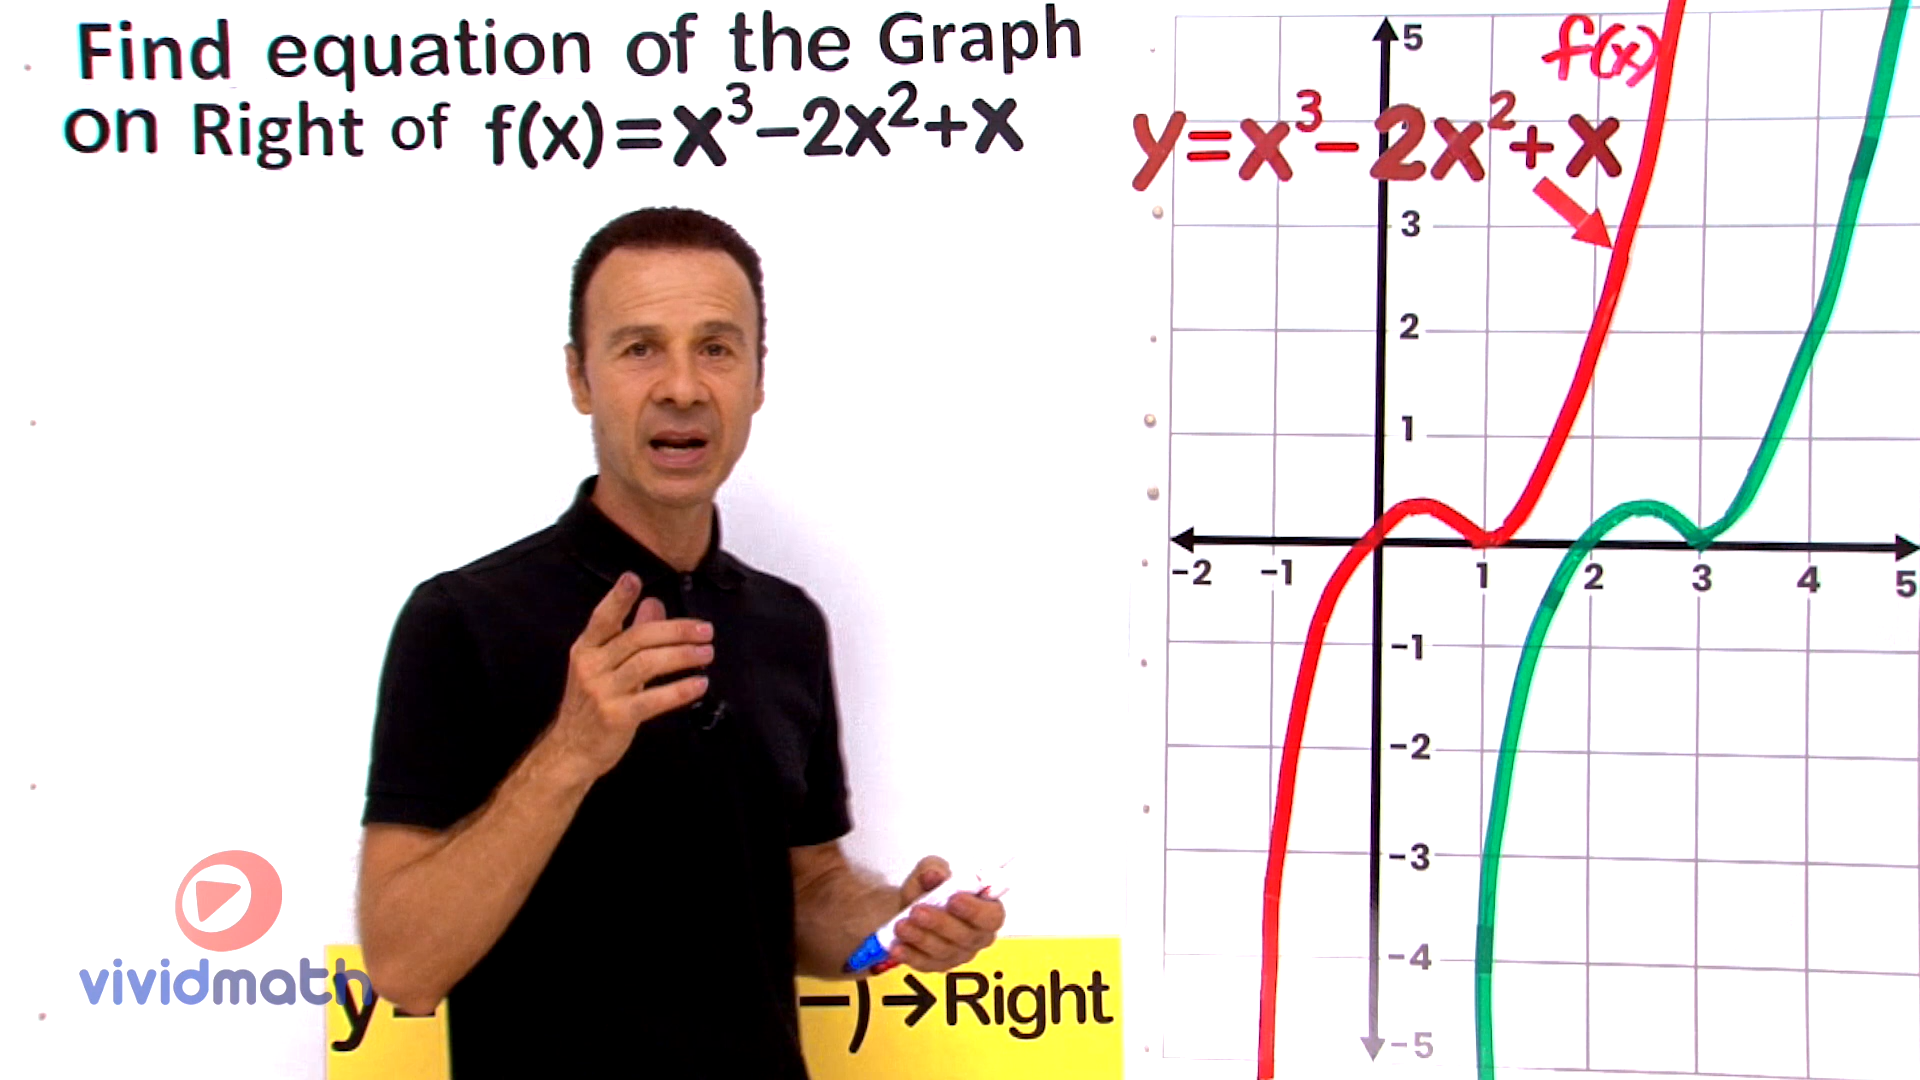 Find equation of the Graph
on Right of f(x)=x³−2x²+x
f(x)
y=x³−2x²+x
5
3
2
1
-2 -1 1 2 3 4 5
-1
-2
-3
-4
-5
vividmath
y= −)→Right